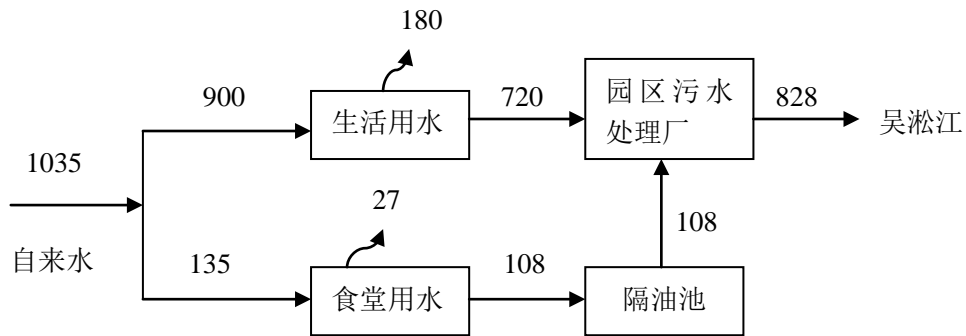 180
900
生活用水
720
园区污水
处理厂
828
吴淞江
1035
自来水
27
135
食堂用水
108
隔油池
108